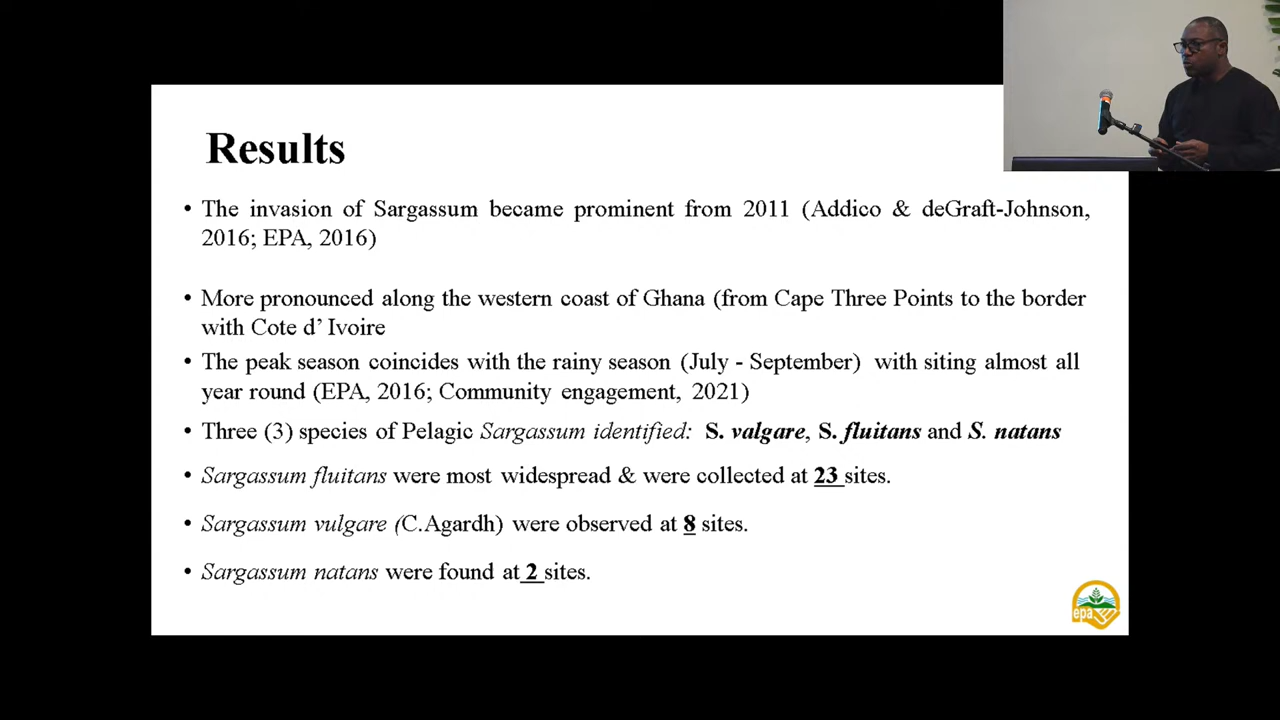 Results
• The invasion of Sargassum became prominent from 2011 (Addico & deGraft-Johnson,
2016; EPA, 2016)
• More pronounced along the western coast of Ghana (from Cape Three Points to the border
with Cote d’ Ivoire
• The peak season coincides with the rainy season (July - September) with siting almost all
year round (EPA, 2016; Community engagement, 2021)
• Three (3) species of Pelagic Sargassum identified: S. valgare, S. fluitans and S. natans
• Sargassum fluitans were most widespread & were collected at 23 sites.
• Sargassum vulgare (C.Agardh) were observed at 8 sites.
• Sargassum natans were found at 2 sites.
epa